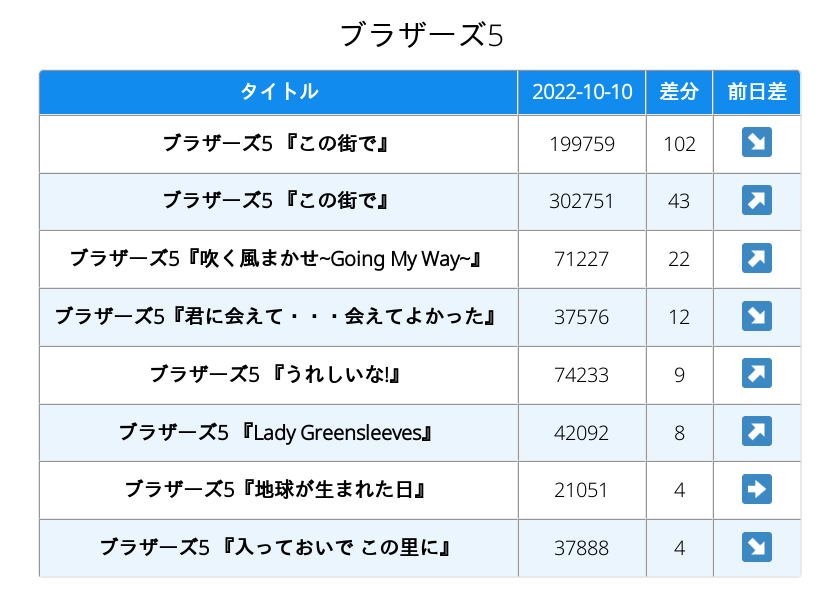 ブラザーズ5
タイトル 2022-10-10 差分 前日差
ブラザーズ5 『この街で』 199759 102 ↘
ブラザーズ5 『この街で』 302751 43 ↗
ブラザーズ5『吹く風まかせ~Going My Way~』 71227 22 ↗
ブラザーズ5『君に会えて・・・会えてよかった』 37576 12 ↘
ブラザーズ5 『うれしいな!』 74233 9 ↗
ブラザーズ5 『Lady Greensleeves』 42092 8 ↗
ブラザーズ5『地球が生まれた日』 21051 4 ➡
ブラザーズ5 『入っておいで この里に』 37888 4 ↘